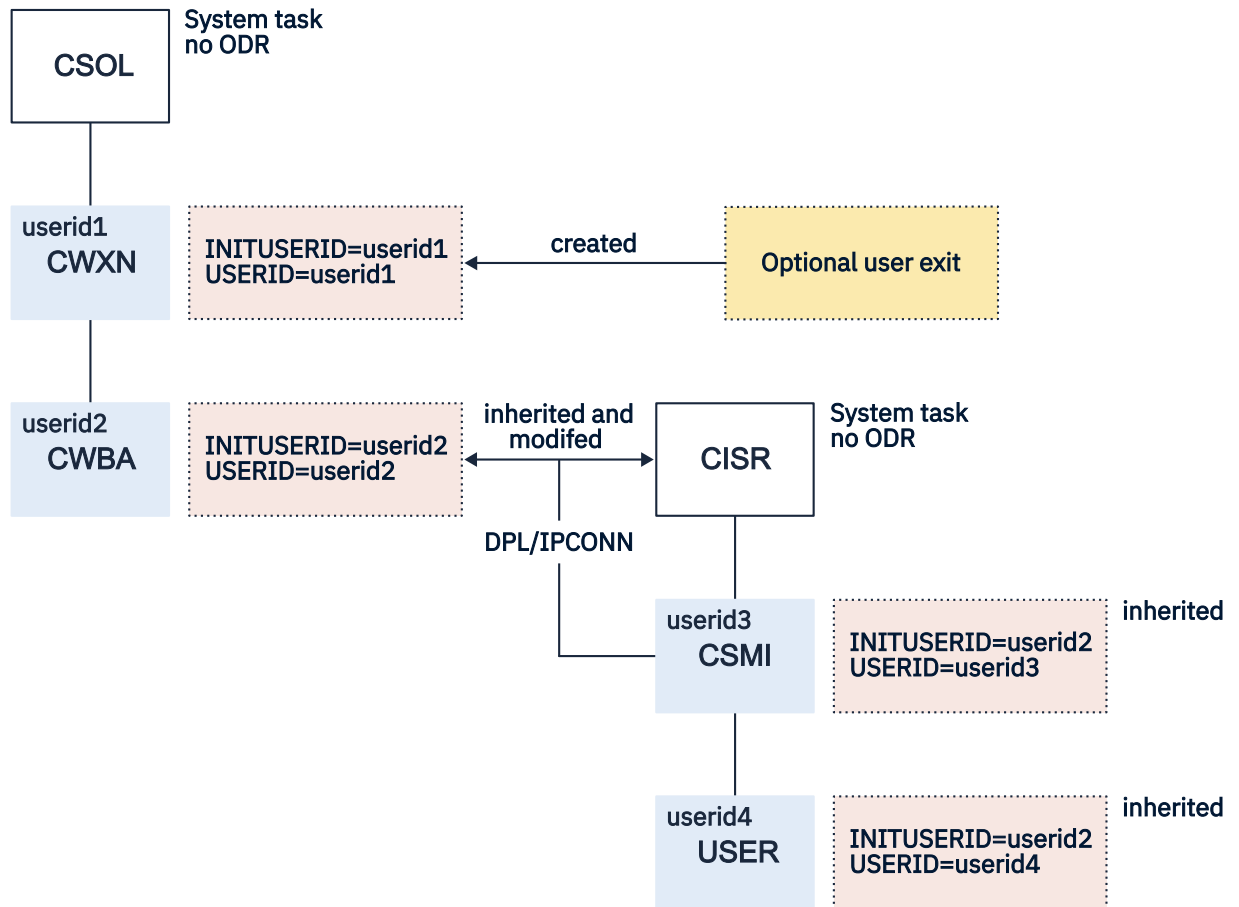 System task
no ODR
CSOL
userid1
CWXN
INITUSERID=userid1
USERID=userid1
created
Optional user exit
userid2
CWBA
INITUSERID=userid2
USERID=userid2
inherited and
modifed
CISR
System task
no ODR
DPL/IPCONN
userid3
CSMI
INITUSERID=userid2
USERID=userid3
inherited
userid4
USER
INITUSERID=userid2
USERID=userid4
inherited